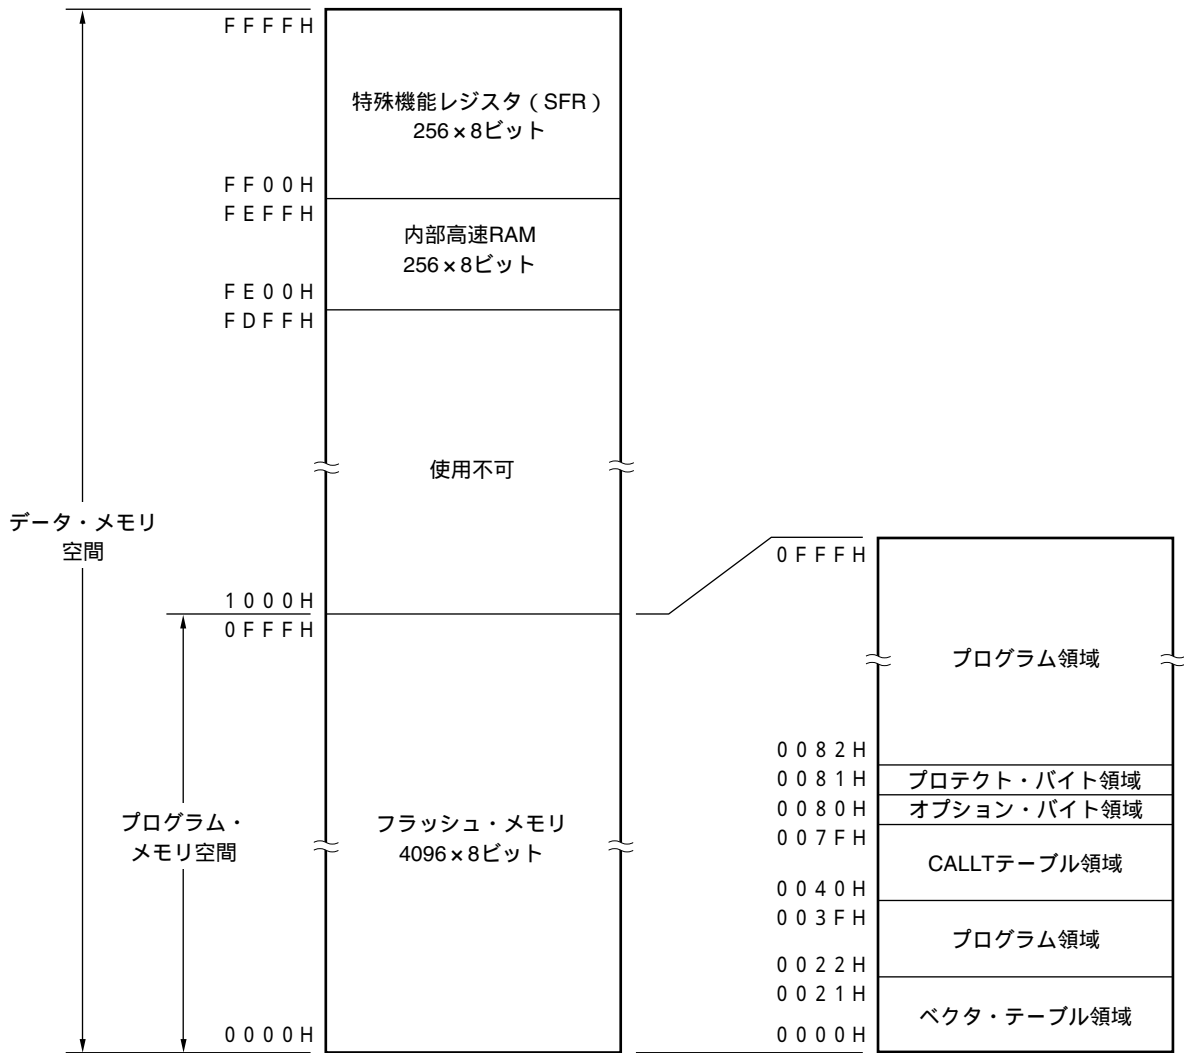 FFFFH
特殊機能レジスタ（SFR）
256×8ビット
FF00H
FEFFH
内部高速RAM
256×8ビット
FE00H
FDFFH
使用不可
データ・メモリ
空間
1000H
0FFFH
プログラム・
メモリ空間
フラッシュ・メモリ
4096×8ビット
0000H
0FFFH
プログラム領域
0082H
0081H
プロテクト・バイト領域
0080H
オプション・バイト領域
007FH
CALLTテーブル領域
0040H
003FH
プログラム領域
0022H
0021H
ベクタ・テーブル領域
0000H